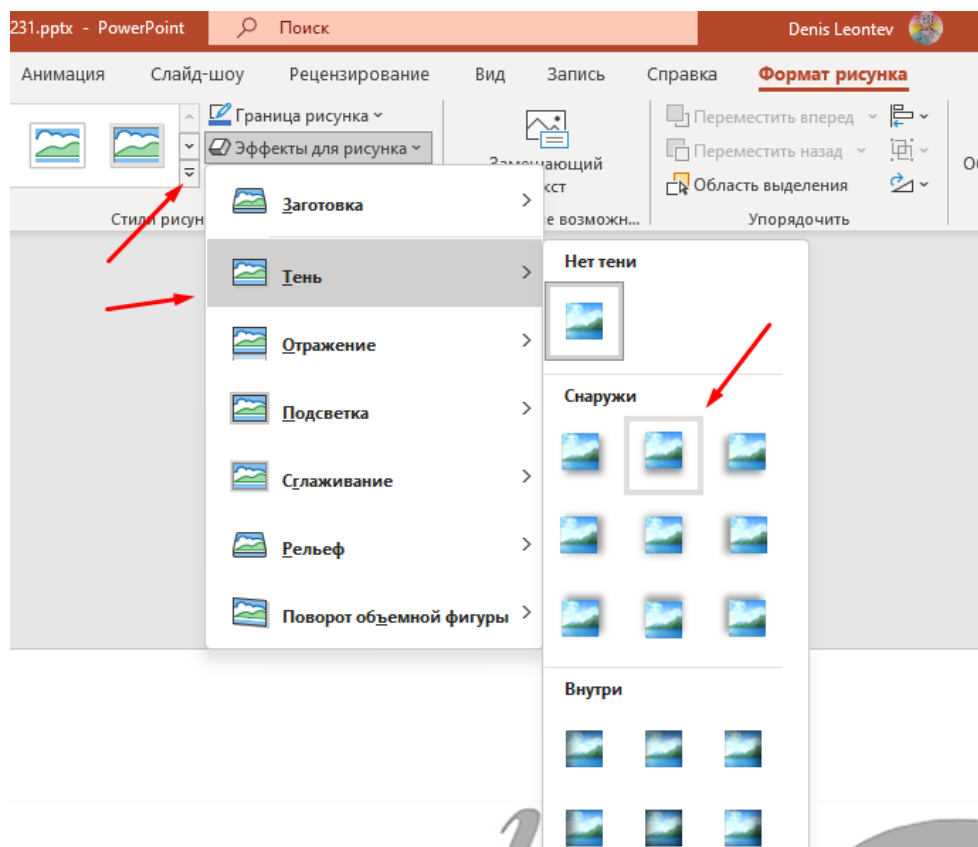 231.pptx - PowerPoint Поиск Denis Leontev
Анимация Слайд-шоу Рецензирование Вид Запись Справка Формат рисунка
Граница рисунка
Эффекты для рисунка
Переместить вперед
Переместить назад
Область выделения
Упорядочить
Заготовка
Тень
Отражение
Подсветка
Сглаживание
Рельеф
Поворот объемной фигуры
Нет тени
Снаружи
Внутри